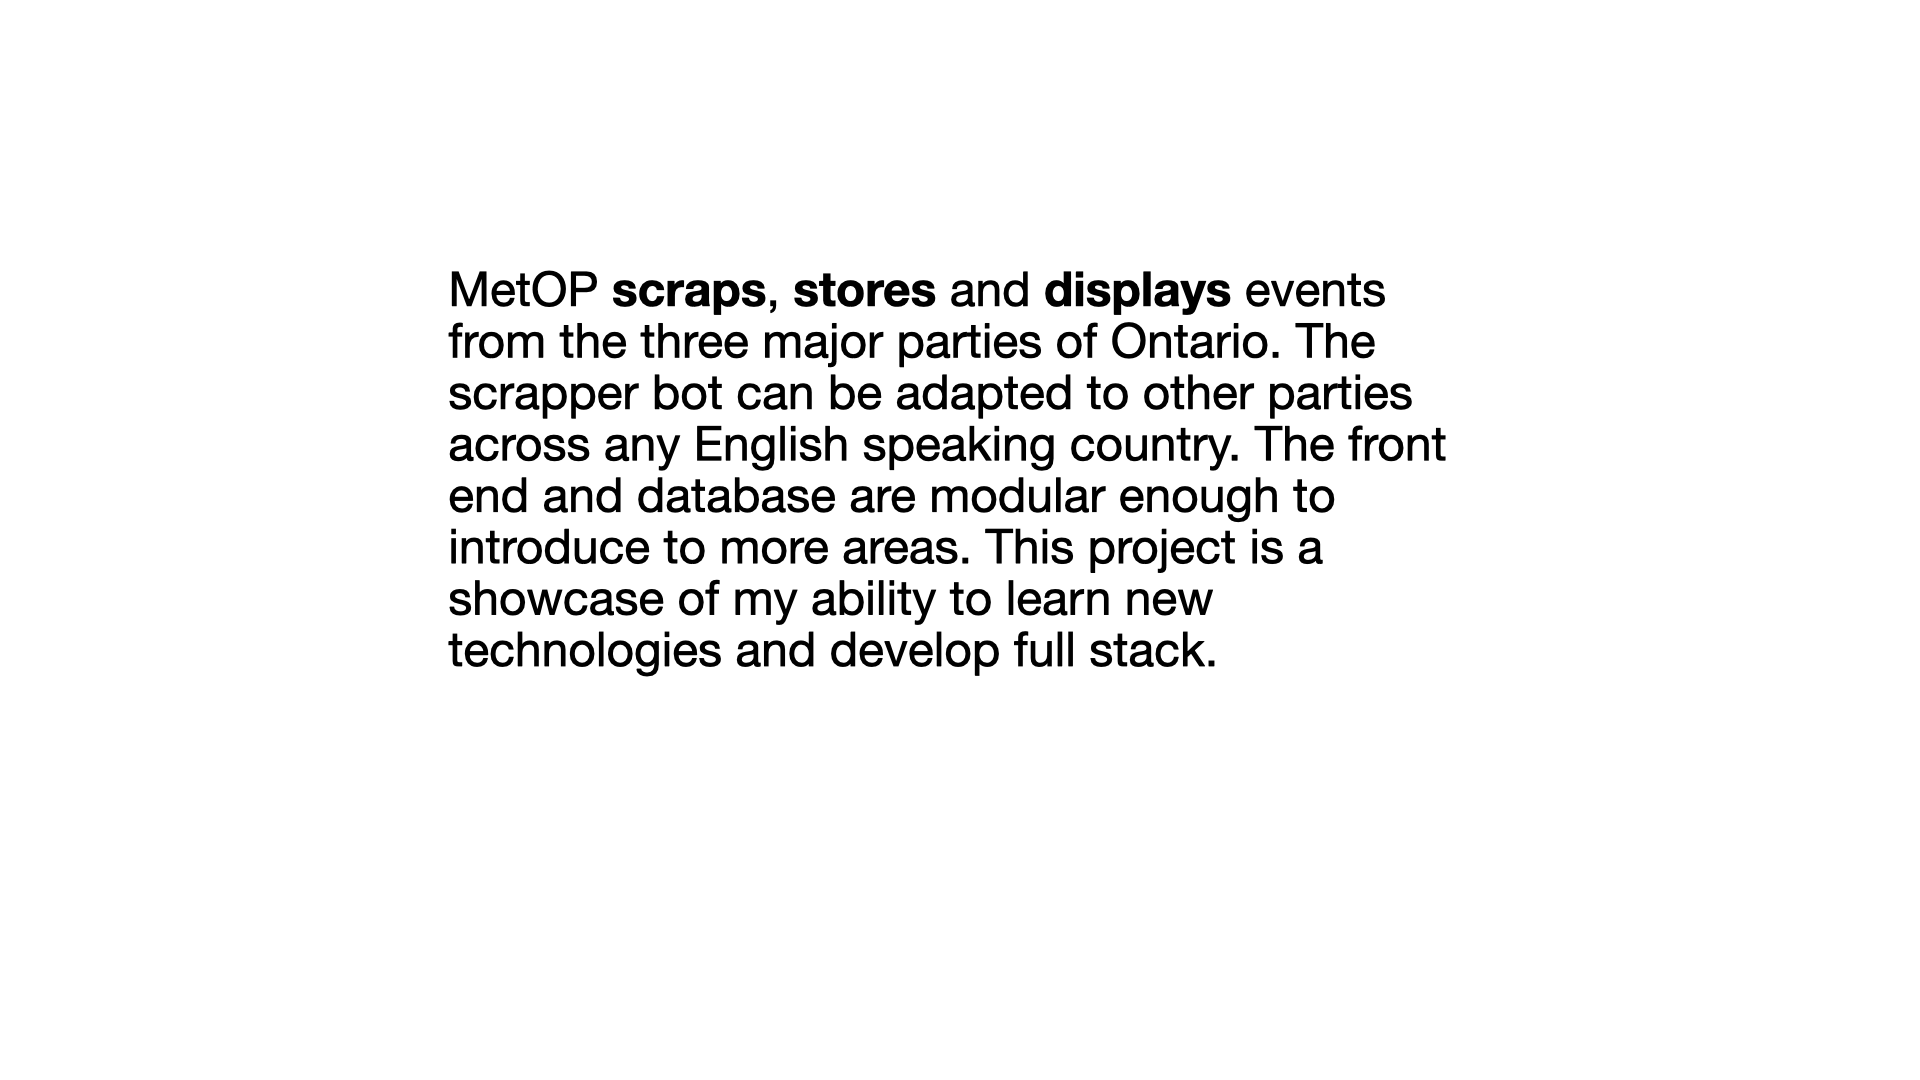 MetOP scraps, stores and displays events
from the three major parties of Ontario. The
scrapper bot can be adapted to other parties
across any English speaking country. The front
end and database are modular enough to
introduce to more areas. This project is a
showcase of my ability to learn new
technologies and develop full stack.